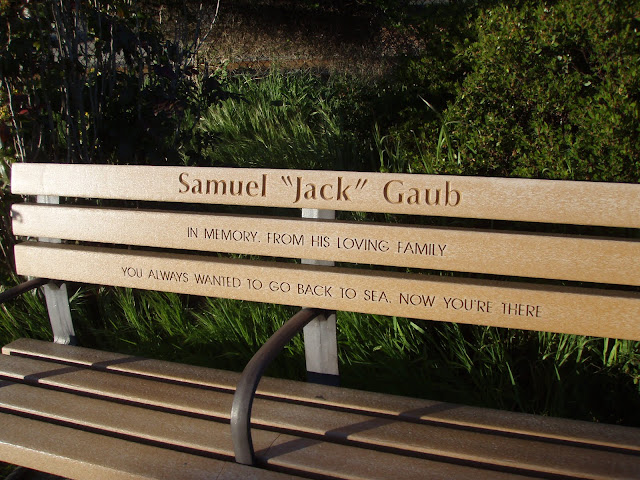 Samuel "Jack" Gaub
IN MEMORY, FROM HIS LOVING FAMILY
YOU ALWAYS WANTED TO GO BACK TO SEA, NOW YOU'RE THERE